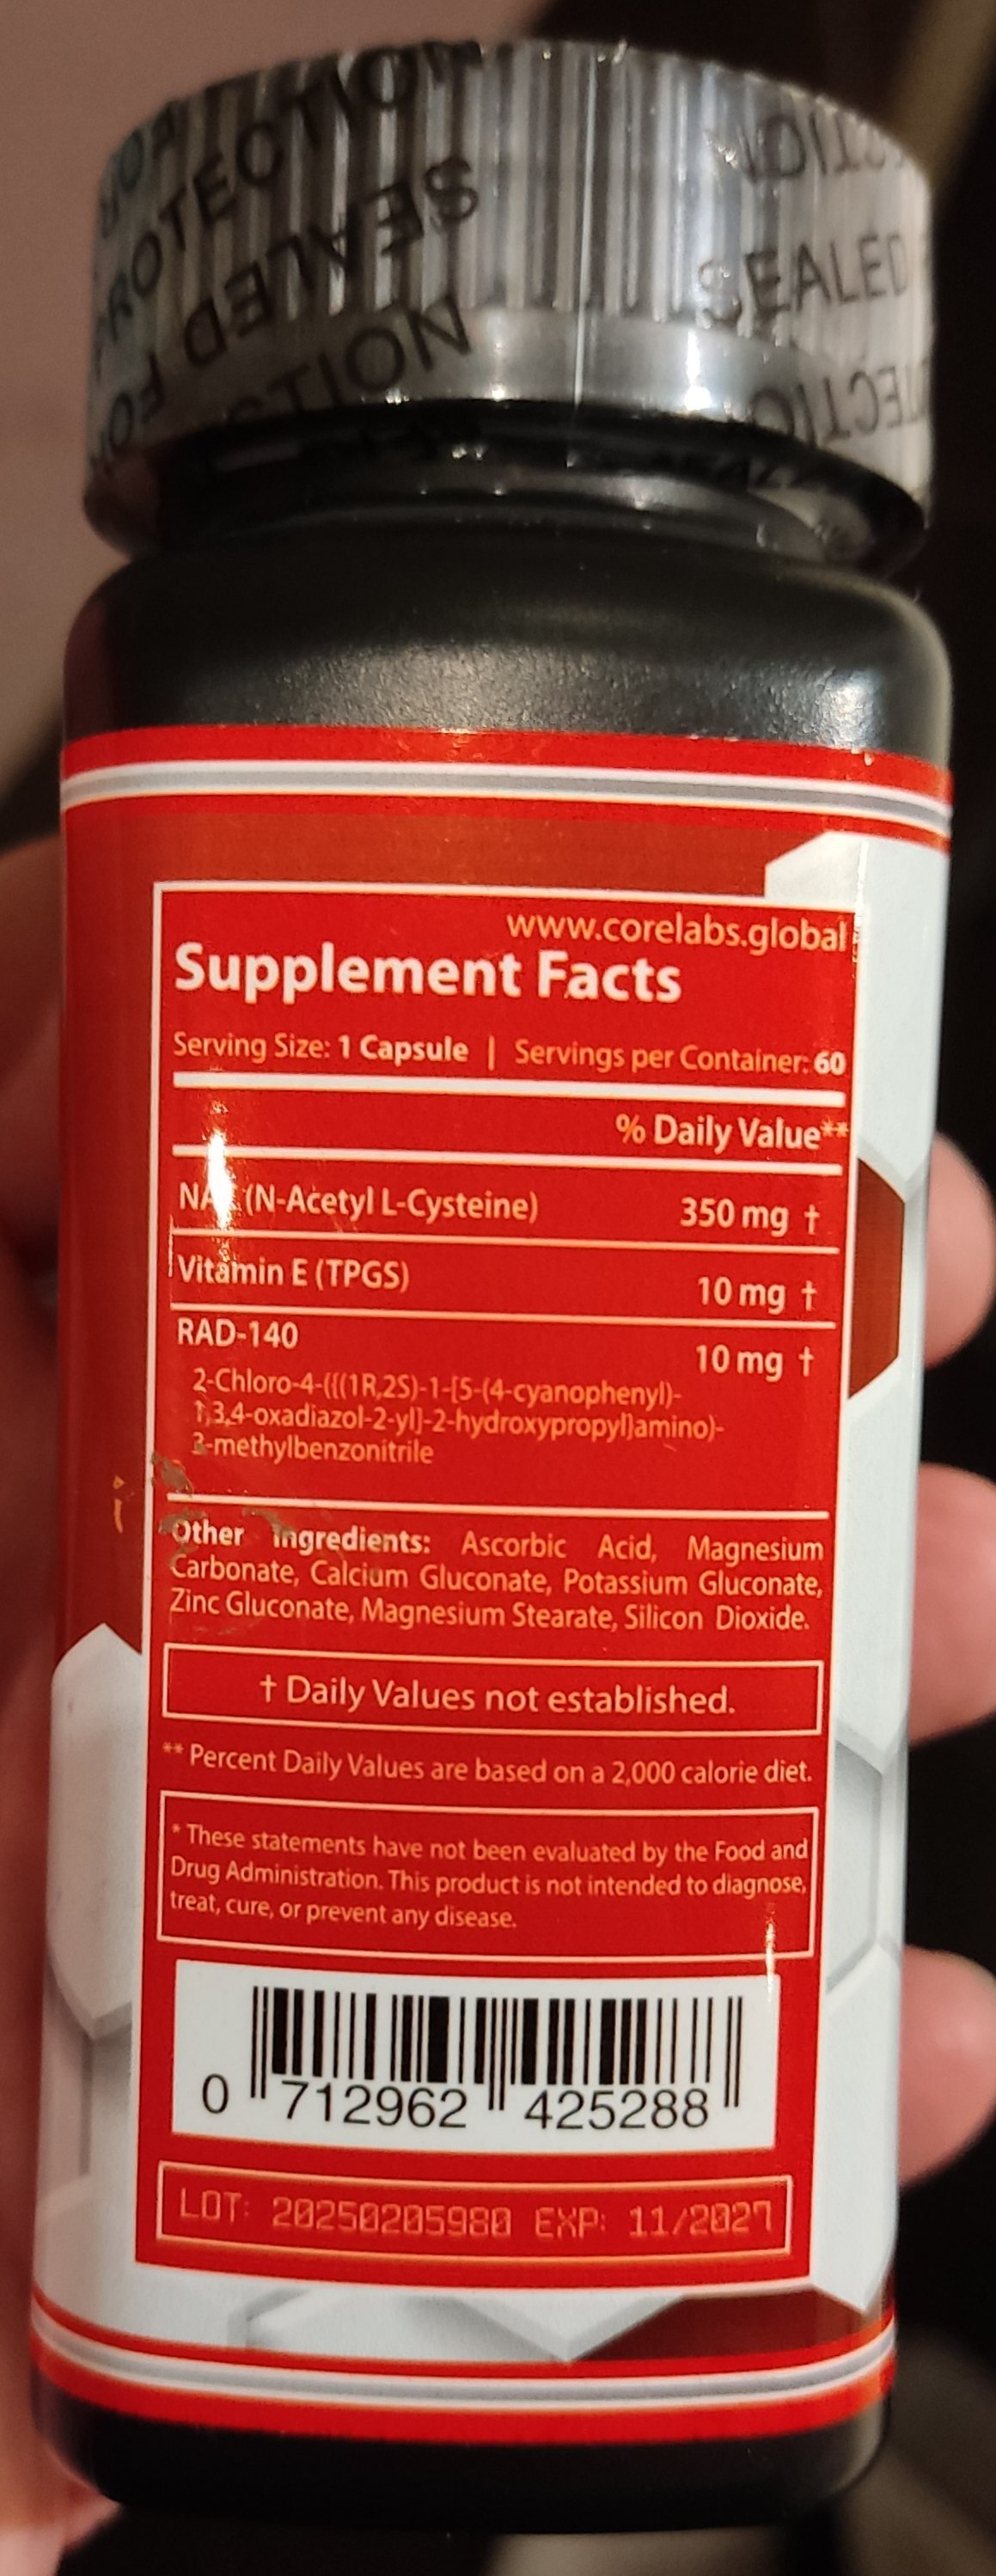 PROTECTION
SEALED
SEALED
www.corelabs.global
Supplement Facts
Serving Size: 1 Capsule | Servings per Container: 60
% Daily Value**
(N-Acetyl L-Cysteine) 350 mg †
Vitamin E (TPGS) 10 mg †
RAD-140 10 mg †
2-Chloro-4-(((1R,2S)-1-[5-(4-cyanophenyl)-
1,3,4-oxadiazol-2-yl]-2-hydroxypropyl)amino)-
3-methylbenzonitrile
Other Ingredients: Ascorbic Acid, Magnesium
Carbonate, Calcium Gluconate, Potassium Gluconate,
Zinc Gluconate, Magnesium Stearate, Silicon Dioxide.
† Daily Values not established.
** Percent Daily Values are based on a 2,000 calorie diet.
* These statements have not been evaluated by the Food and
Drug Administration. This product is not intended to diagnose,
treat, cure, or prevent any disease.
0 712962 425288
LOT: 20250205980 EXP: 11/2027